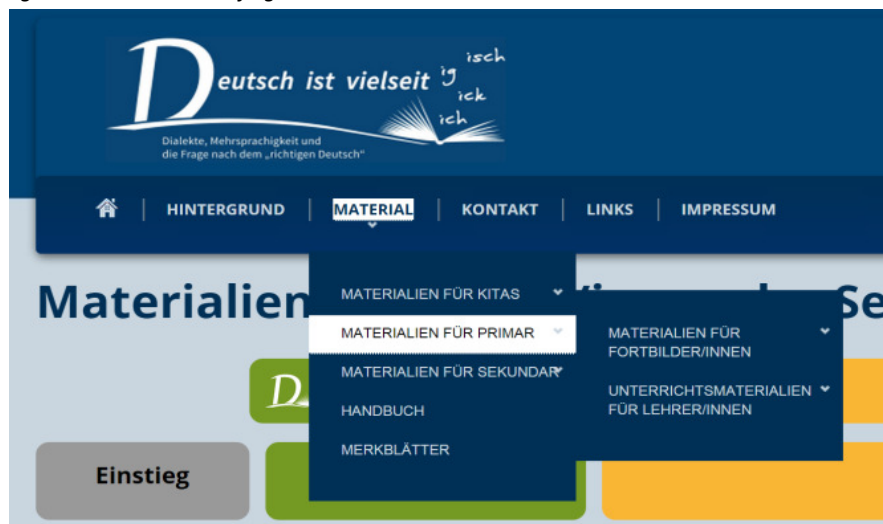 Deutsch ist vielseit ig isch ick ich
Dialekte, Mehrsprachigkeit und
die Frage nach dem „richtigen Deutsch“
HINTERGRUND | MATERIAL | KONTAKT | LINKS | IMPRESSUM
Materialien
Se
MATERIALIEN FÜR KITAS
MATERIALIEN FÜR PRIMAR
MATERIALIEN FÜR SEKUNDAR
HANDBUCH
MERKBLÄTTER
MATERIALIEN FÜR
FORTBILDER/INNEN
UNTERRICHTSMATERIALIEN
FÜR LEHRER/INNEN
D
Einstieg